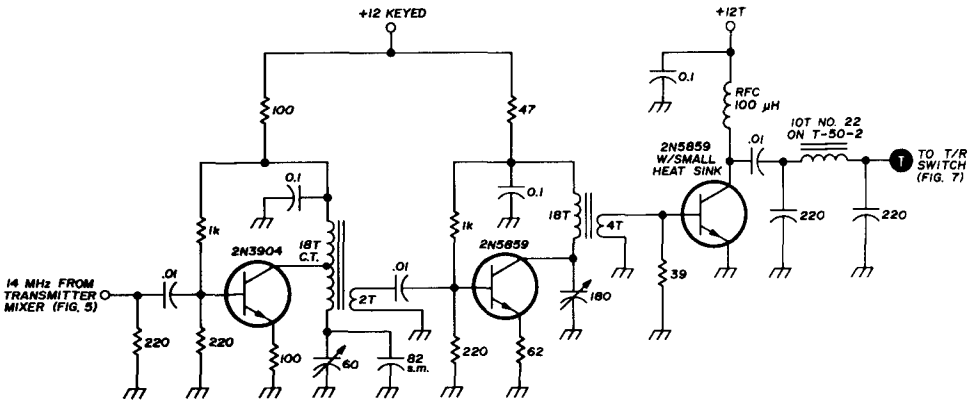 +12 KEYED
+12T
0.1
RFC
100 µH
100
47
10T NO. 22
ON T-50-2
.01
T
TO T/R
SWITCH
(FIG. 7)
2N5859
W/SMALL
HEAT SINK
0.1
0.1
1k
18T
C.T.
1k
18T
4T
220
220
2N3904
2N5859
14 MHz FROM
TRANSMITTER
MIXER (FIG. 5)
.01
.01
2T
180
39
220
220
100
60
82
s.m.
220
62